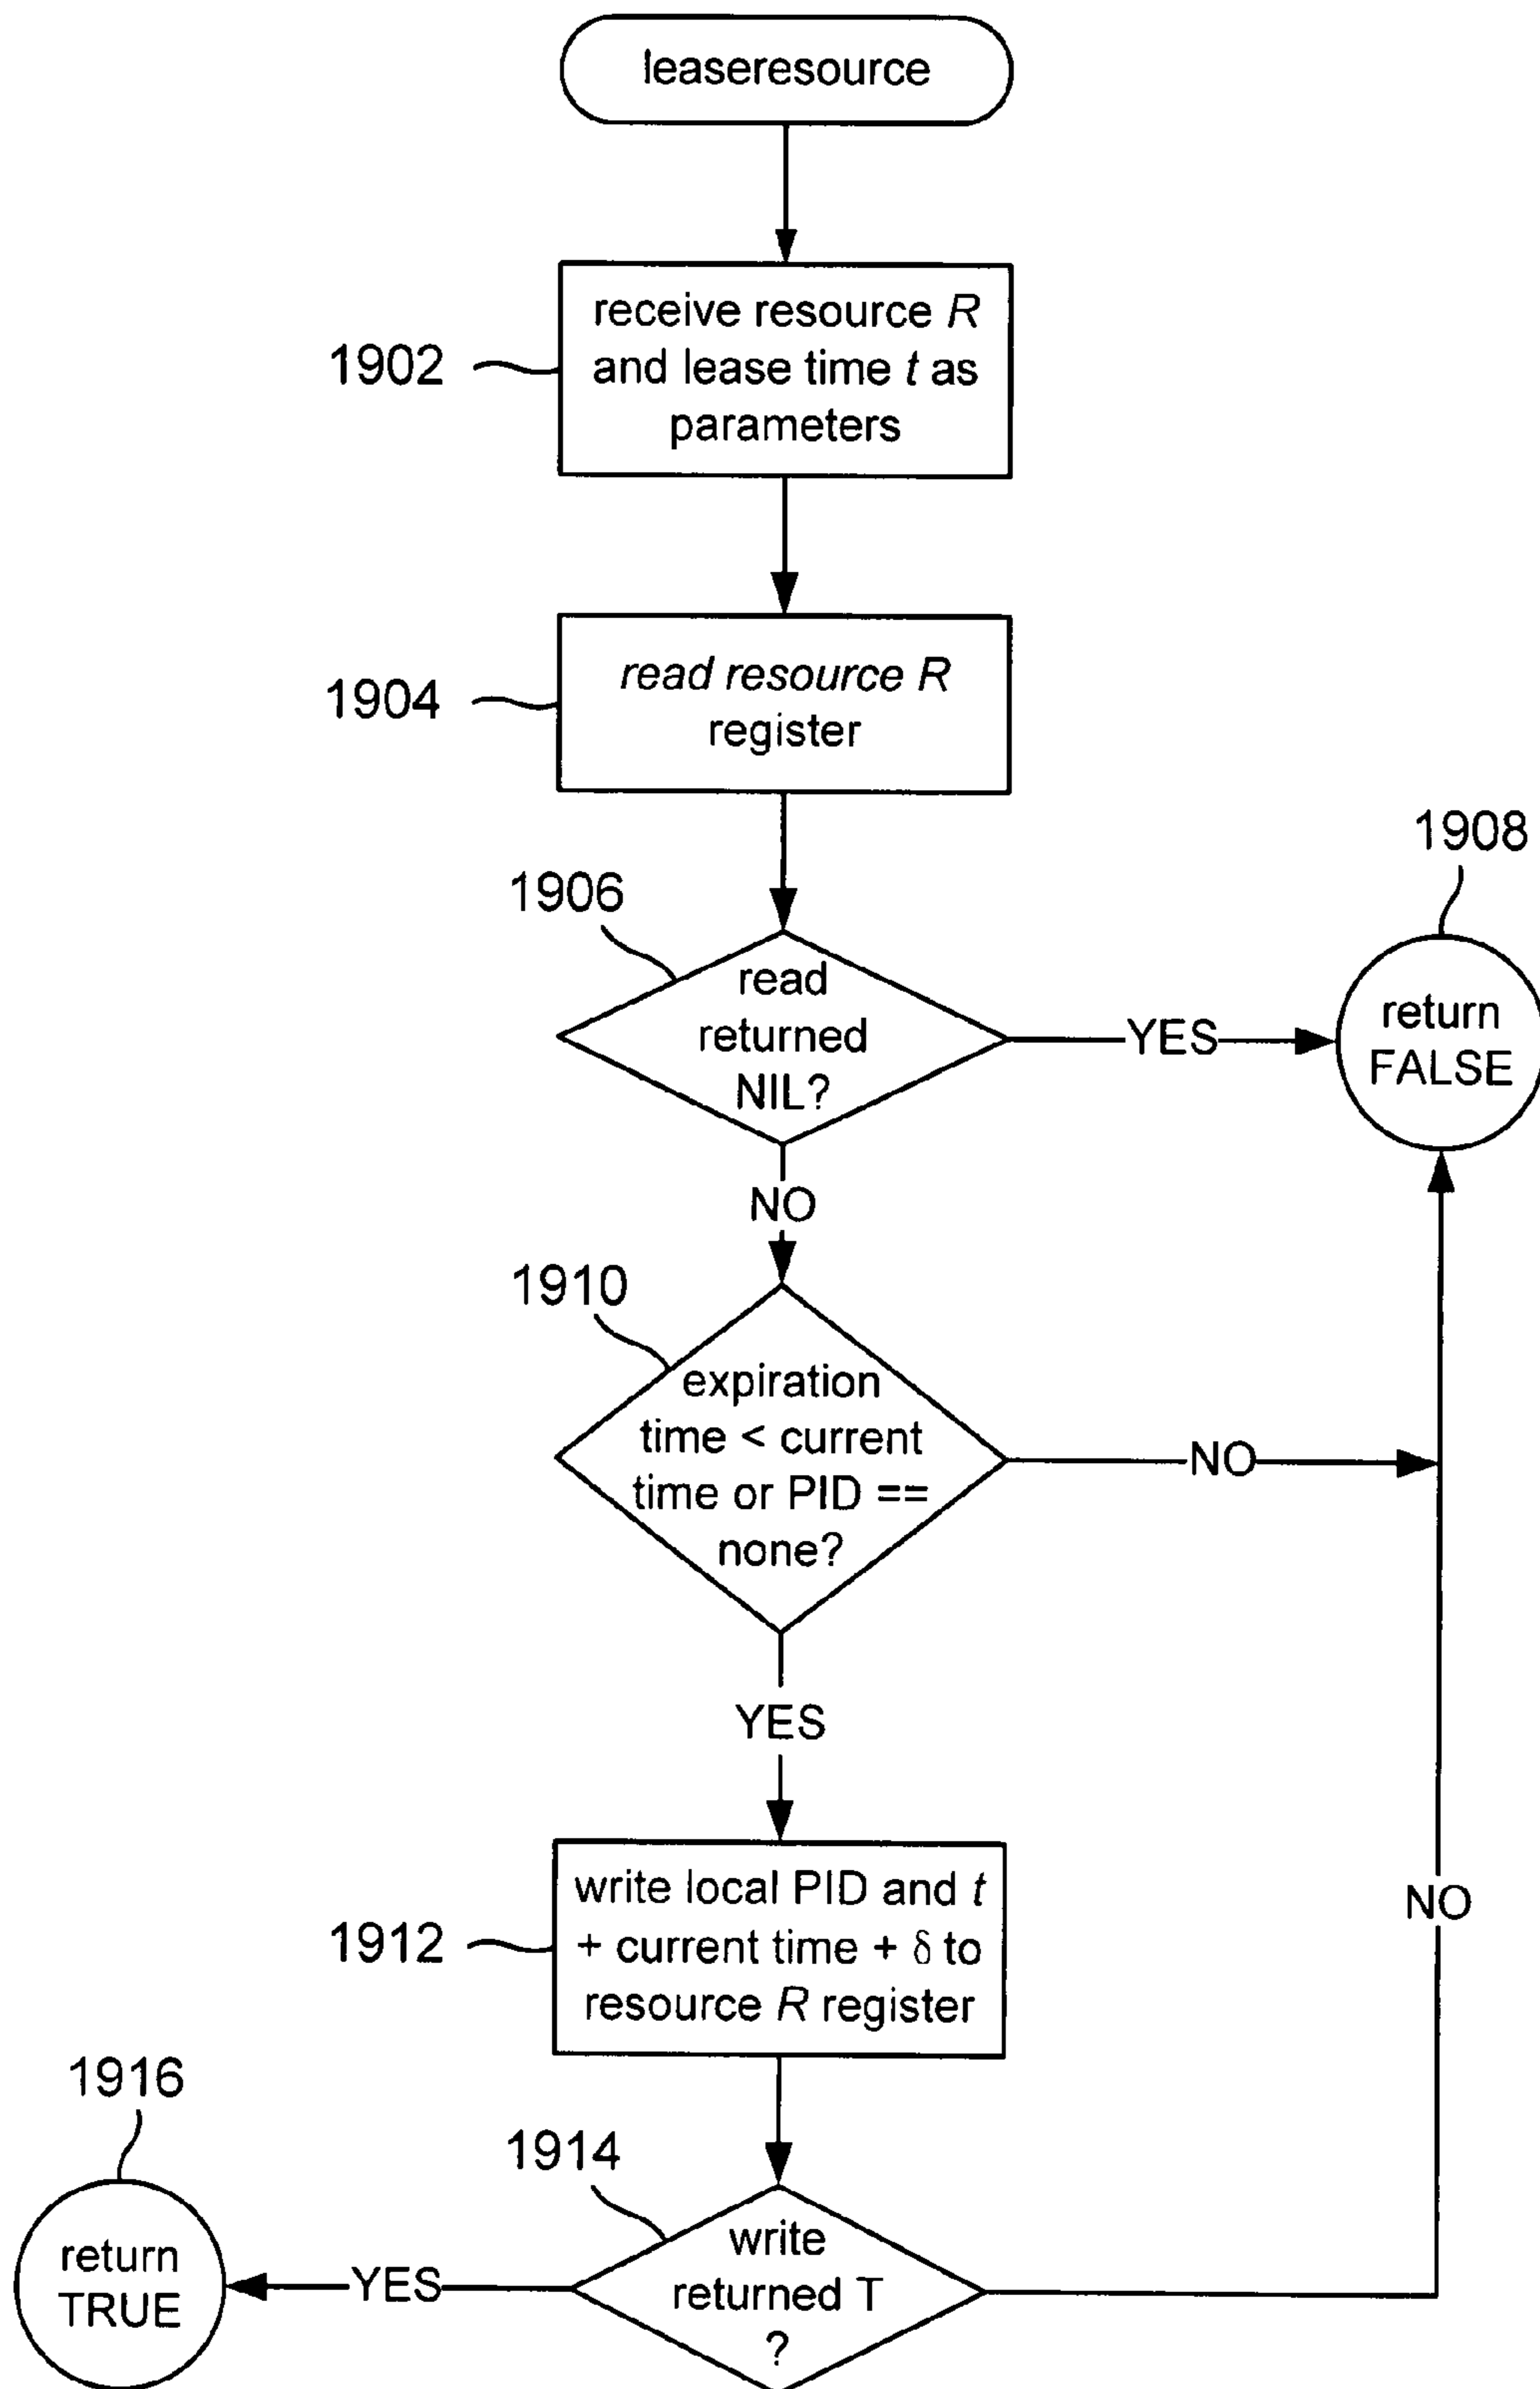 leaseresource
receive resource R
and lease time t as
parameters
1902
read resource R
register
1904
1908
1906
read
returned
NIL?
YES
return
FALSE
NO
1910
expiration
time < current
time or PID ==
none?
NO
YES
write local PID and t
+ current time + δ to
resource R register
1912
NO
1916
1914
write
returned T
?
YES
return
TRUE